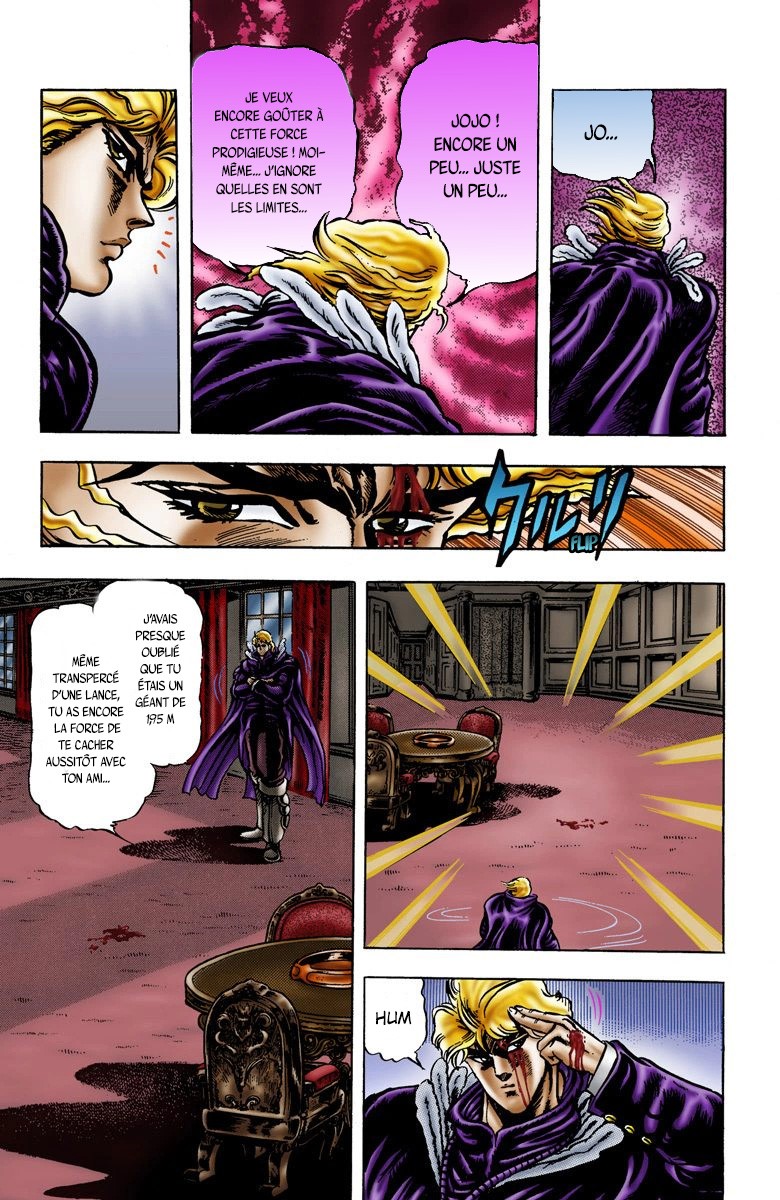 JO...
JOJO !
ENCORE UN
PEU... JUSTE
UN PEU...
JE VEUX
ENCORE GOÛTER À
CETTE FORCE
PRODIGIEUSE ! MOI-
MÊME... J'IGNORE
QUELLES EN SONT
LES LIMITES...
クルリ
FLIP
J'AVAIS
PRESQUE
OUBLIÉ
QUE TU
ÉTAIS UN
GÉANT DE
195 M
MÊME
TRANSPERCÉ
D'UNE LANCE,
TU AS ENCORE
LA FORCE DE
TE CACHER
AUSSITÔT AVEC
TON AMI...
HUM